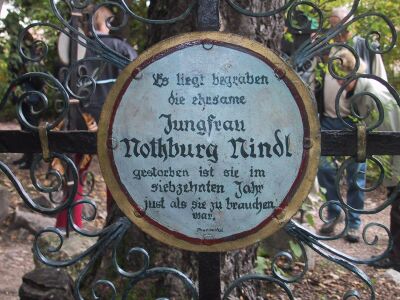 Es liegt begraben
die ehrsame
Jungfrau
Nothburg Nindl
gestorben ist sie im
siebzehnten Jahr
just als sie zu brauchen
war.